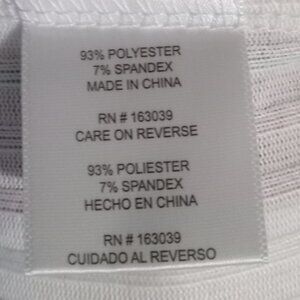 93% POLYESTER
7% SPANDEX
MADE IN CHINA
RN # 163039
CARE ON REVERSE
93% POLIESTER
7% SPANDEX
HECHO EN CHINA
RN # 163039
CUIDADO AL REVERSO